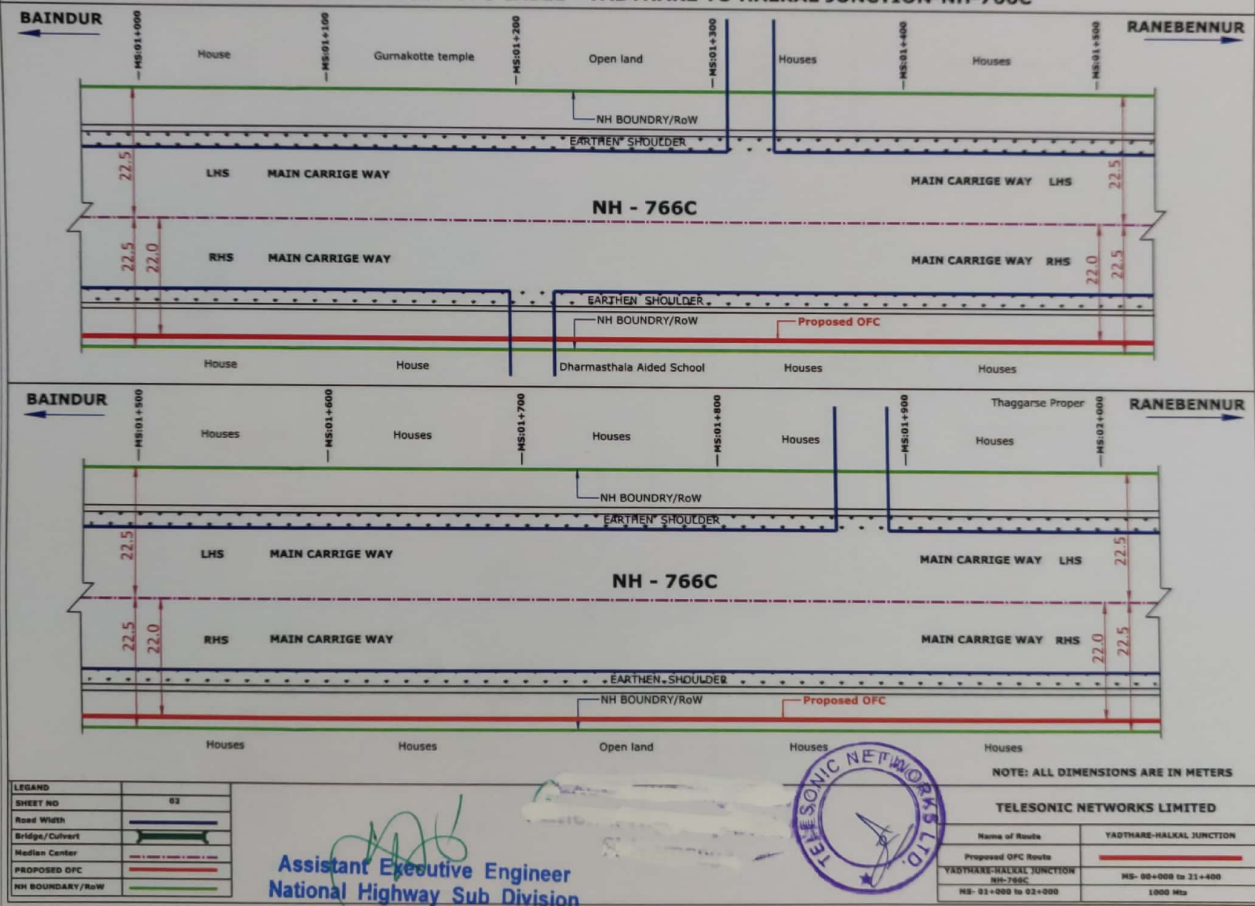 YADTHARE TO HALKAL JUNCTION-NH-766C
BAINDUR
RANEBENNUR
MS:01+000
MS:01+100
MS:01+200
MS:01+300
MS:01+400
MS:01+500
House
Gurnakotte temple
Open land
Houses
Houses
NH BOUNDRY/RoW
EARTHEN SHOULDER
22.5
22.5
LHS MAIN CARRIGE WAY
MAIN CARRIGE WAY LHS
NH - 766C
22.5
22.0
RHS MAIN CARRIGE WAY
MAIN CARRIGE WAY RHS
22.0
22.5
EARTHEN SHOULDER
NH BOUNDRY/RoW
Proposed OFC
House
House
Dharmasthala Aided School
Houses
Houses
BAINDUR
RANEBENNUR
MS:01+500
MS:01+600
MS:01+700
MS:01+800
MS:01+900
MS:02+000
Thaggarse Proper
Houses
Houses
Houses
Houses
Houses
NH BOUNDRY/RoW
EARTHEN SHOULDER
22.5
22.5
LHS MAIN CARRIGE WAY
MAIN CARRIGE WAY LHS
NH - 766C
22.5
22.0
RHS MAIN CARRIGE WAY
MAIN CARRIGE WAY RHS
22.0
22.5
EARTHEN SHOULDER
NH BOUNDRY/RoW
Proposed OFC
Houses
Houses
Open land
Houses
Houses
NOTE: ALL DIMENSIONS ARE IN METERS
LEGAND
SHEET NO 02
Road Width
Bridge/Culvert
Median Center
PROPOSED OFC
NH BOUNDARY/RoW
Assistant Executive Engineer
National Highway Sub Division
TELESONIC NETWORKS LTD.
TELESONIC NETWORKS LIMITED
Name of Route YADTHARE-HALKAL JUNCTION
Proposed OFC Route
YADTHARE-HALKAL JUNCTION
NH-766C
MS- 00+000 to 21+400
MS- 01+000 to 02+000 1000 Mts